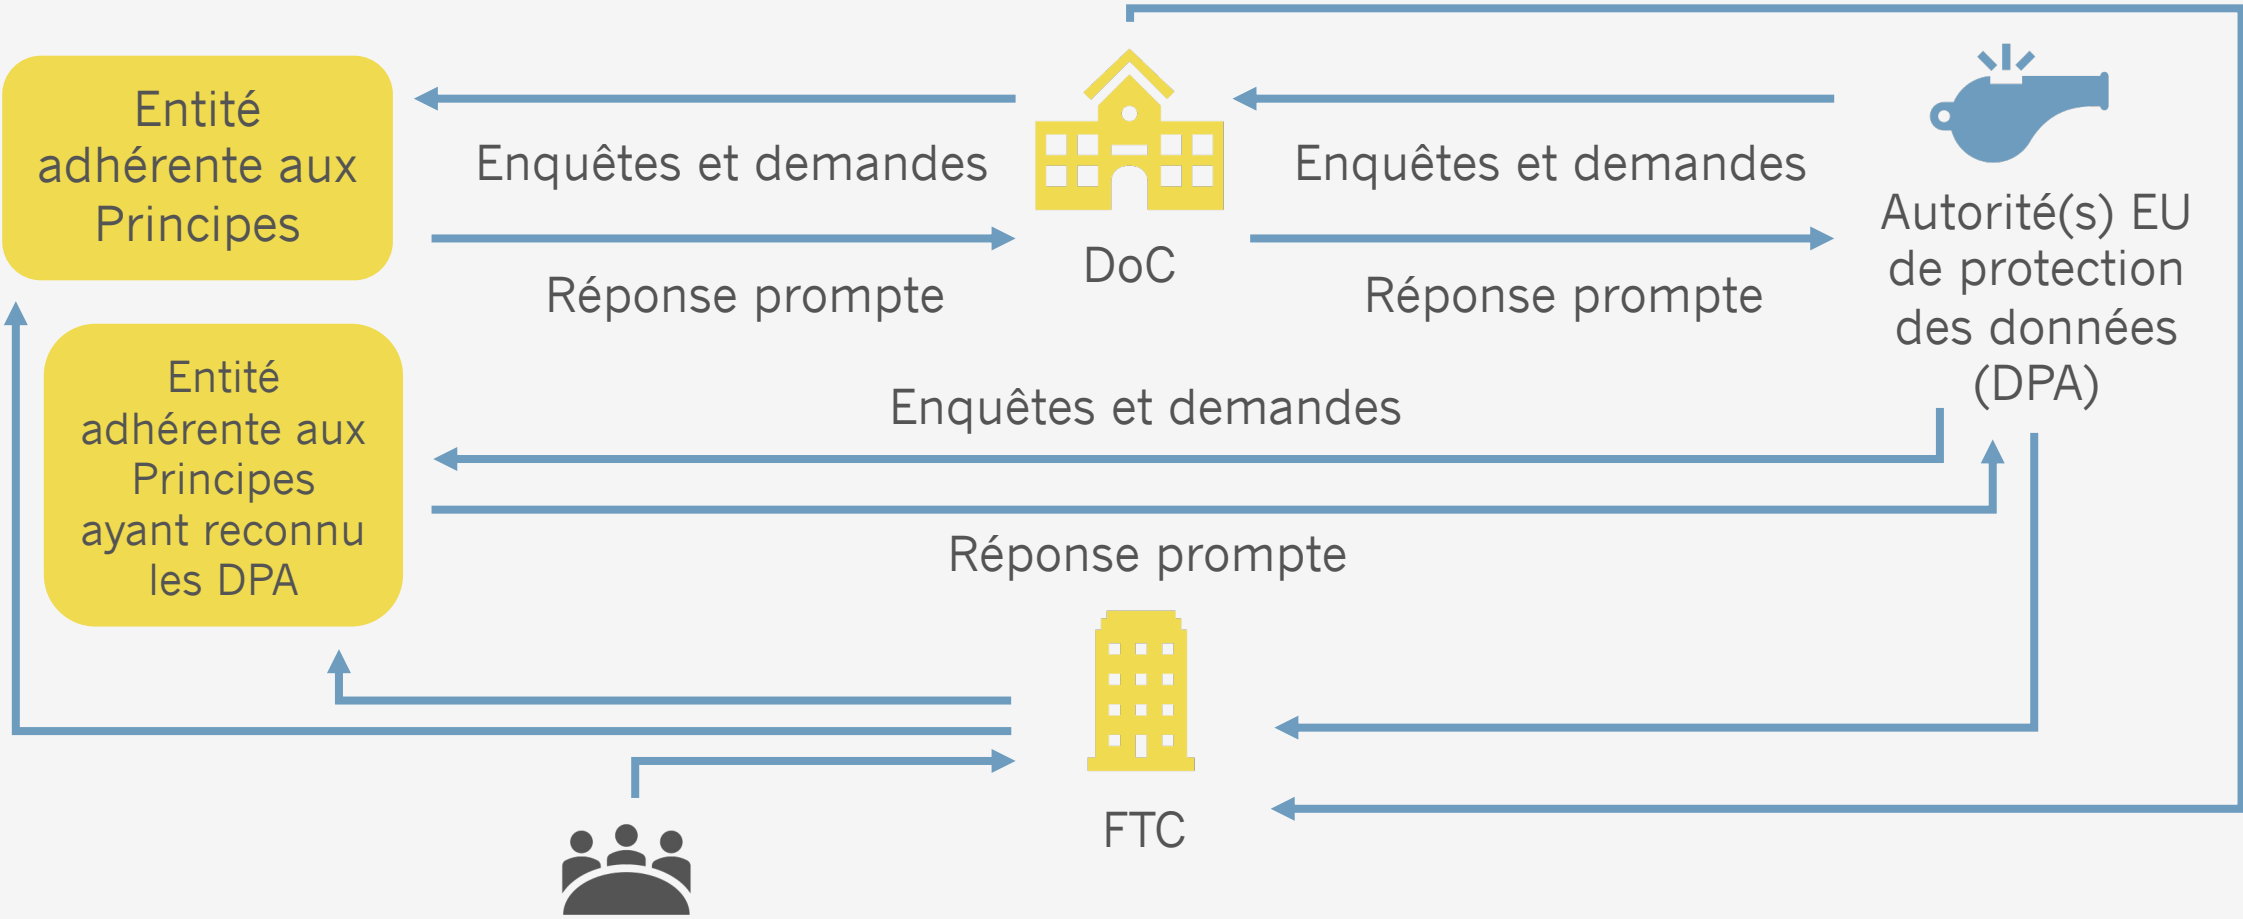 Entité
adhérente aux
Principes
Enquêtes et demandes
Réponse prompte
DoC
Enquêtes et demandes
Réponse prompte
Autorité(s) EU
de protection
des données
(DPA)
Entité
adhérente aux
Principes
ayant reconnu
les DPA
Enquêtes et demandes
Réponse prompte
FTC